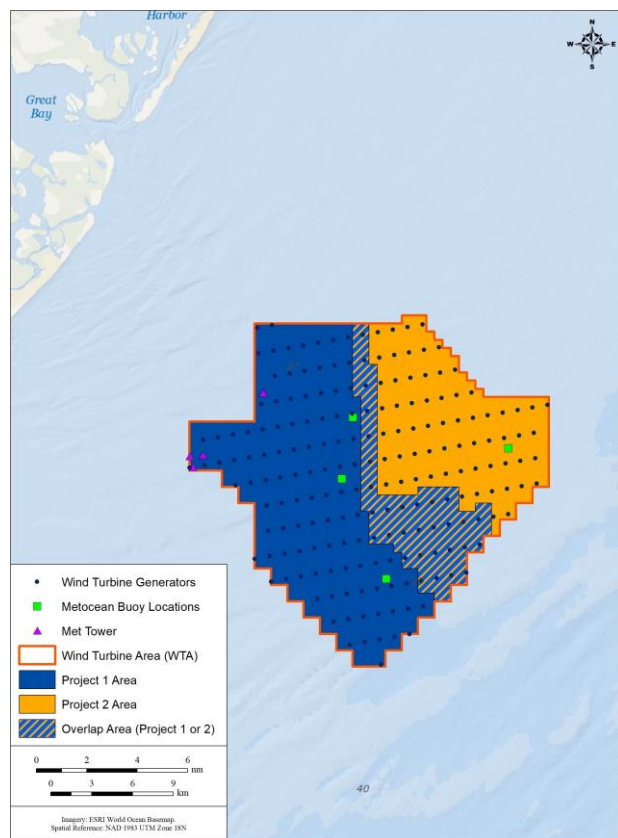 Harbor
N
W E
S
Great
Bay
Wind Turbine Generators
Metocean Buoy Locations
Met Tower
Wind Turbine Area (WTA)
Project 1 Area
Project 2 Area
Overlap Area (Project 1 or 2)
0 2 4 6
nm
0 3 6 9
km
40
Imagery: ESRI World Ocean Basemap.
Spatial Reference: NAD 1983 UTM Zone 18N